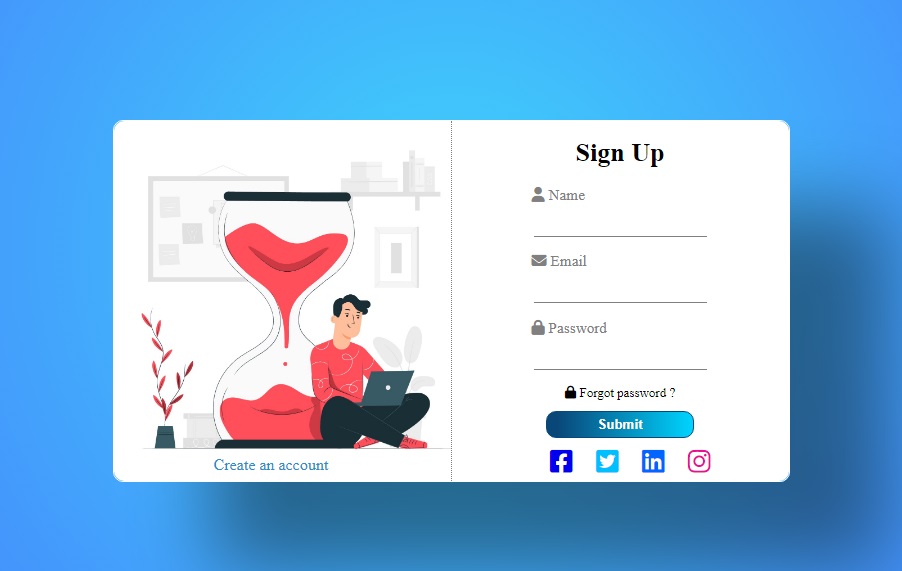 Sign Up
Name
Email
Password
Forgot password ?
Submit
Create an account